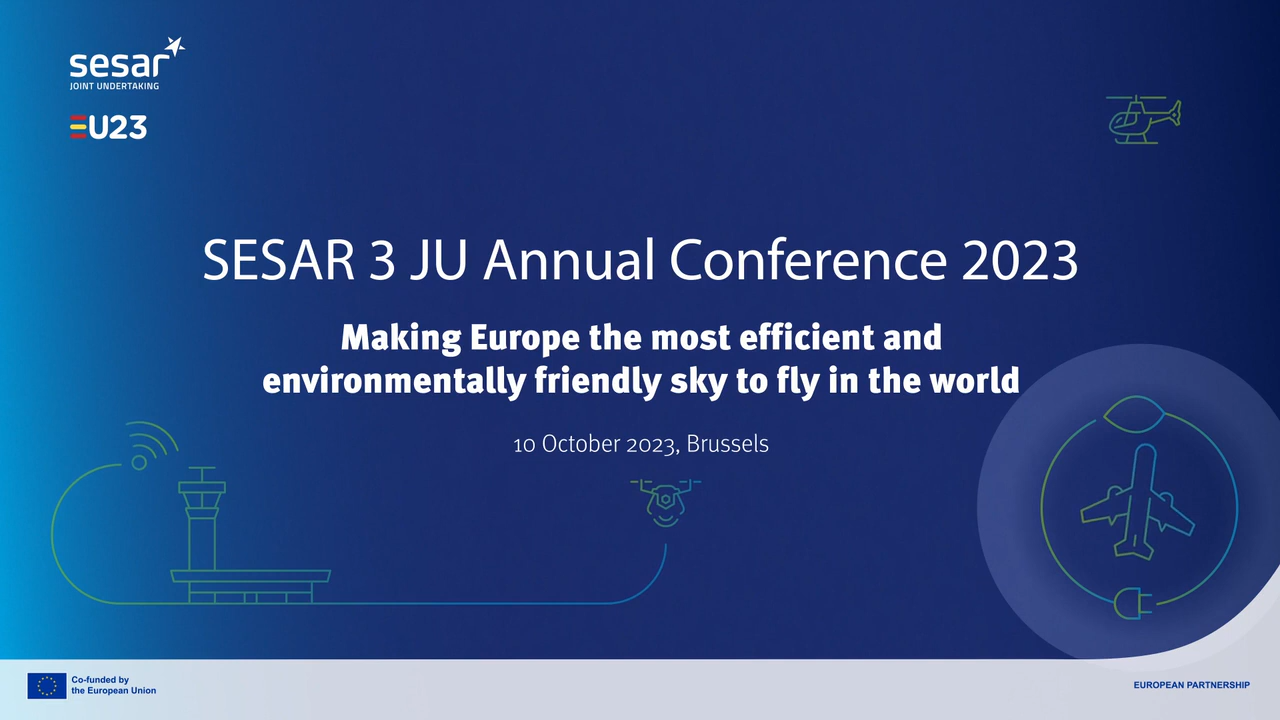 sesar
JOINT UNDERTAKING
EU23
SESAR 3 JU Annual Conference 2023
Making Europe the most efficient and
environmentally friendly sky to fly in the world
10 October 2023, Brussels
Co-funded by
the European Union
EUROPEAN PARTNERSHIP